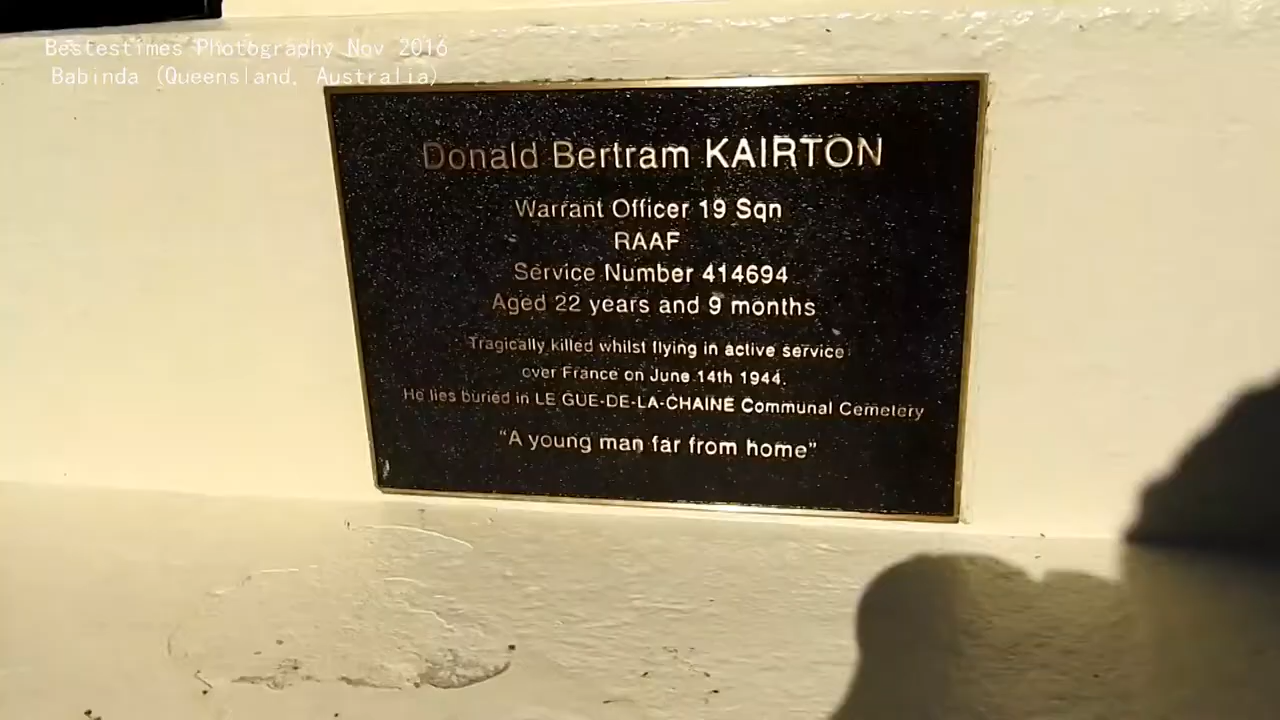 Bestestimes Photography Nov 2016
Babinda (Queensland, Australia)
Donald Bertram KAIRTON
Warrant Officer 19 Sqn
RAAF
Service Number 414694
Aged 22 years and 9 months
Tragically killed whilst flying in active service
over France on June 14th 1944.
He lies buried in LE GUE-DE-LA-CHAINE Communal Cemetery
"A young man far from home"